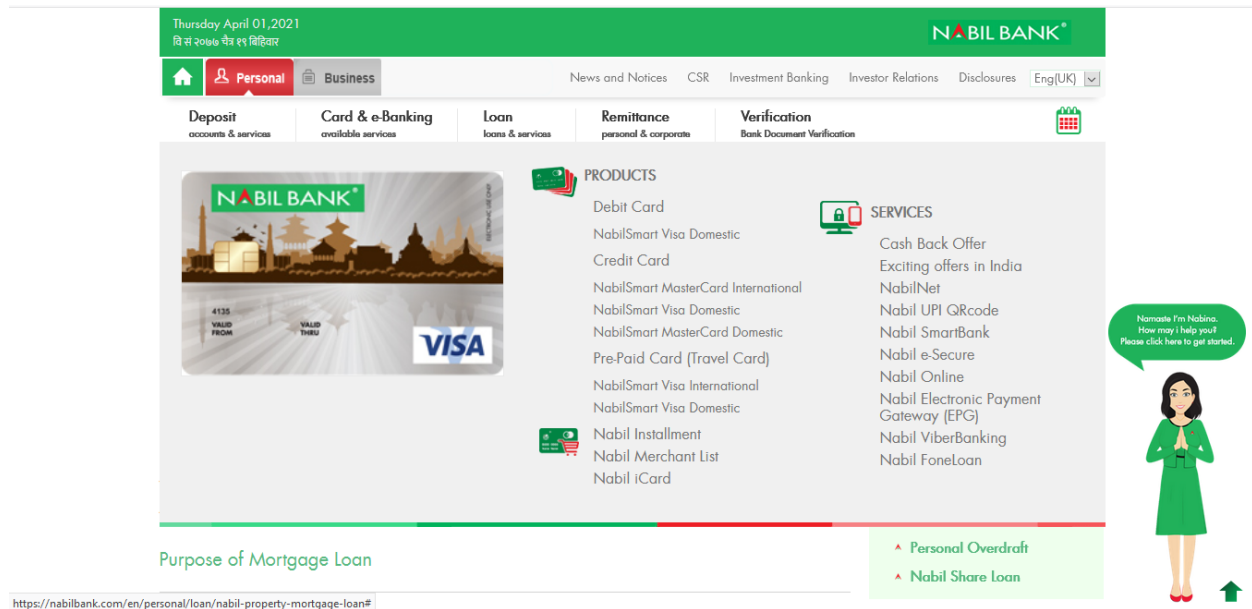 Thursday April 01,2021
वि सं २०७७ चैत्र १९ बिहिवार
NABIL BANK®
Personal
Business
News and Notices
CSR
Investment Banking
Investor Relations
Disclosures
Eng(UK)
Deposit
accounts & services
Card & e-Banking
available services
Loan
loans & services
Remittance
personal & corporate
Verification
Bank Document Verification
NABIL BANK®
ELECTRONIC USE ONLY
4135
VALID
FROM
VALID
THRU
VISA
PRODUCTS
Debit Card
NabilSmart Visa Domestic
Credit Card
NabilSmart MasterCard International
NabilSmart Visa Domestic
NabilSmart MasterCard Domestic
Pre-Paid Card (Travel Card)
NabilSmart Visa International
NabilSmart Visa Domestic
Nabil Installment
Nabil Merchant List
Nabil iCard
SERVICES
Cash Back Offer
Exciting offers in India
NabilNet
Nabil UPI QRcode
Nabil SmartBank
Nabil e-Secure
Nabil Online
Nabil Electronic Payment
Gateway (EPG)
Nabil ViberBanking
Nabil FoneLoan
Namaste I'm Nabina.
How may i help you?
Please click here to get started.
Purpose of Mortgage Loan
Personal Overdraft
Nabil Share Loan
https://nabilbank.com/en/personal/loan/nabil-property-mortgage-loan#